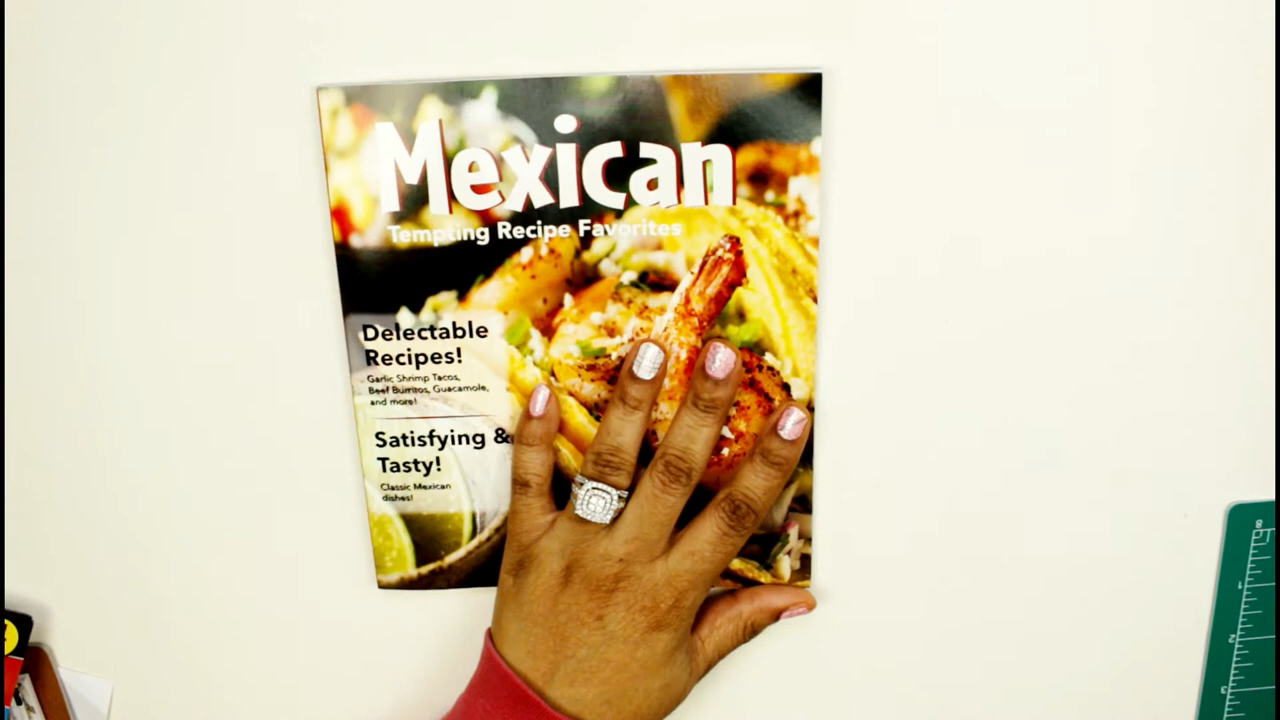 Mexican
Tempting Recipe Favorites
Delectable
Recipes!
Garlic Shrimp Tacos,
Beef Burritos, Guacamole,
and more!
Satisfying &
Tasty!
Classic Mexican
dishes!